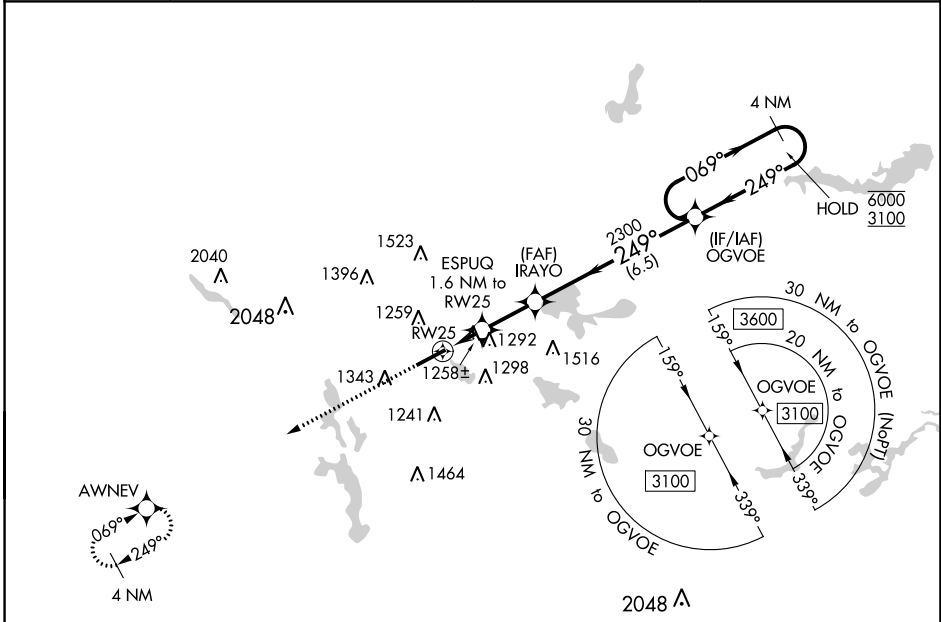 4 NM
069°
249°
HOLD
6000
3100
2300
249°
(6.5)
(IF/IAF)
OGVOE
(FAF)
IRAYO
ESPUQ
1.6 NM to
RW25
1523
2040
1396
2048
1259
RW25
1292
1516
1258±
1298
1343
1241
1464
30 NM to OGVOE (NoPT)
3600
20 NM to OGVOE
159°
OGVOE
3100
339°
159°
OGVOE
3100
339°
30 NM to OGVOE
AWNEV
069°
249°
4 NM
2048